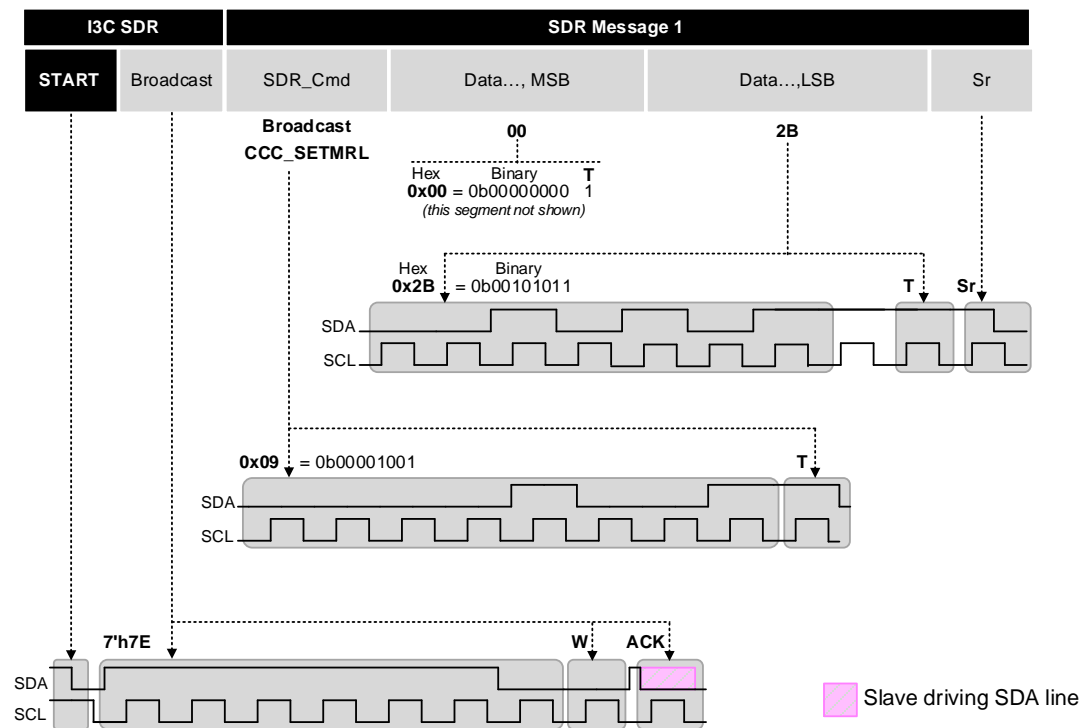 I3C SDR
SDR Message 1
START
Broadcast
SDR_Cmd
Data..., MSB
Data...,LSB
Sr
Broadcast
CCC_SETMRL
00
2B
Hex Binary T
0x00 = 0b00000000 1
(this segment not shown)
Hex Binary
0x2B = 0b00101011
T
Sr
SDA
SCL
0x09 = 0b00001001
T
SDA
SCL
7'h7E
W
ACK
SDA
SCL
Slave driving SDA line